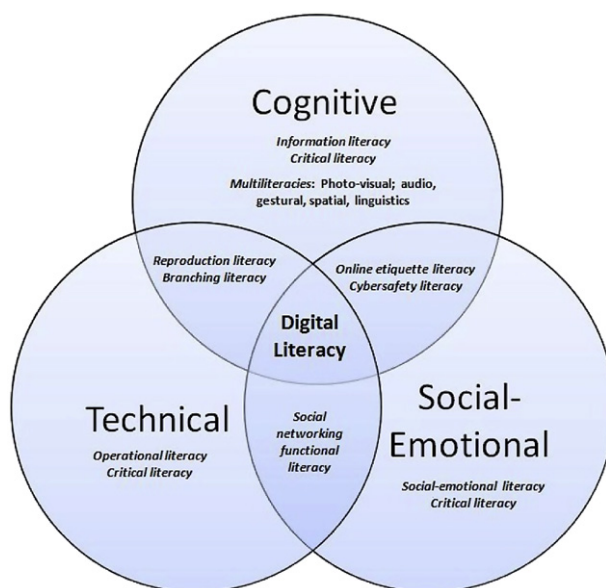 Cognitive
Information literacy
Critical literacy
Multiliteracies: Photo-visual; audio,
gestural, spatial, linguistics
Reproduction literacy
Branching literacy
Online etiquette literacy
Cybersafety literacy
Digital
Literacy
Technical
Operational literacy
Critical literacy
Social
networking
functional
literacy
Social-
Emotional
Social-emotional literacy
Critical literacy